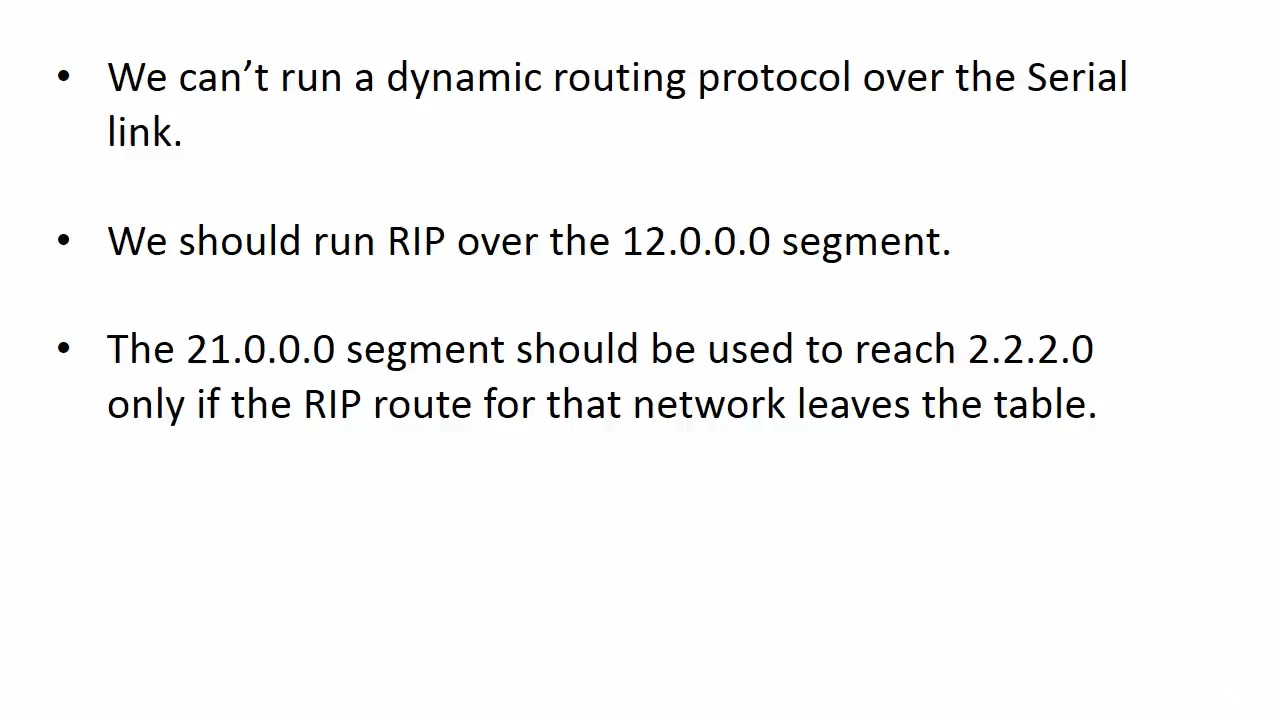 • We can’t run a dynamic routing protocol over the Serial
link.
• We should run RIP over the 12.0.0.0 segment.
• The 21.0.0.0 segment should be used to reach 2.2.2.0
only if the RIP route for that network leaves the table.